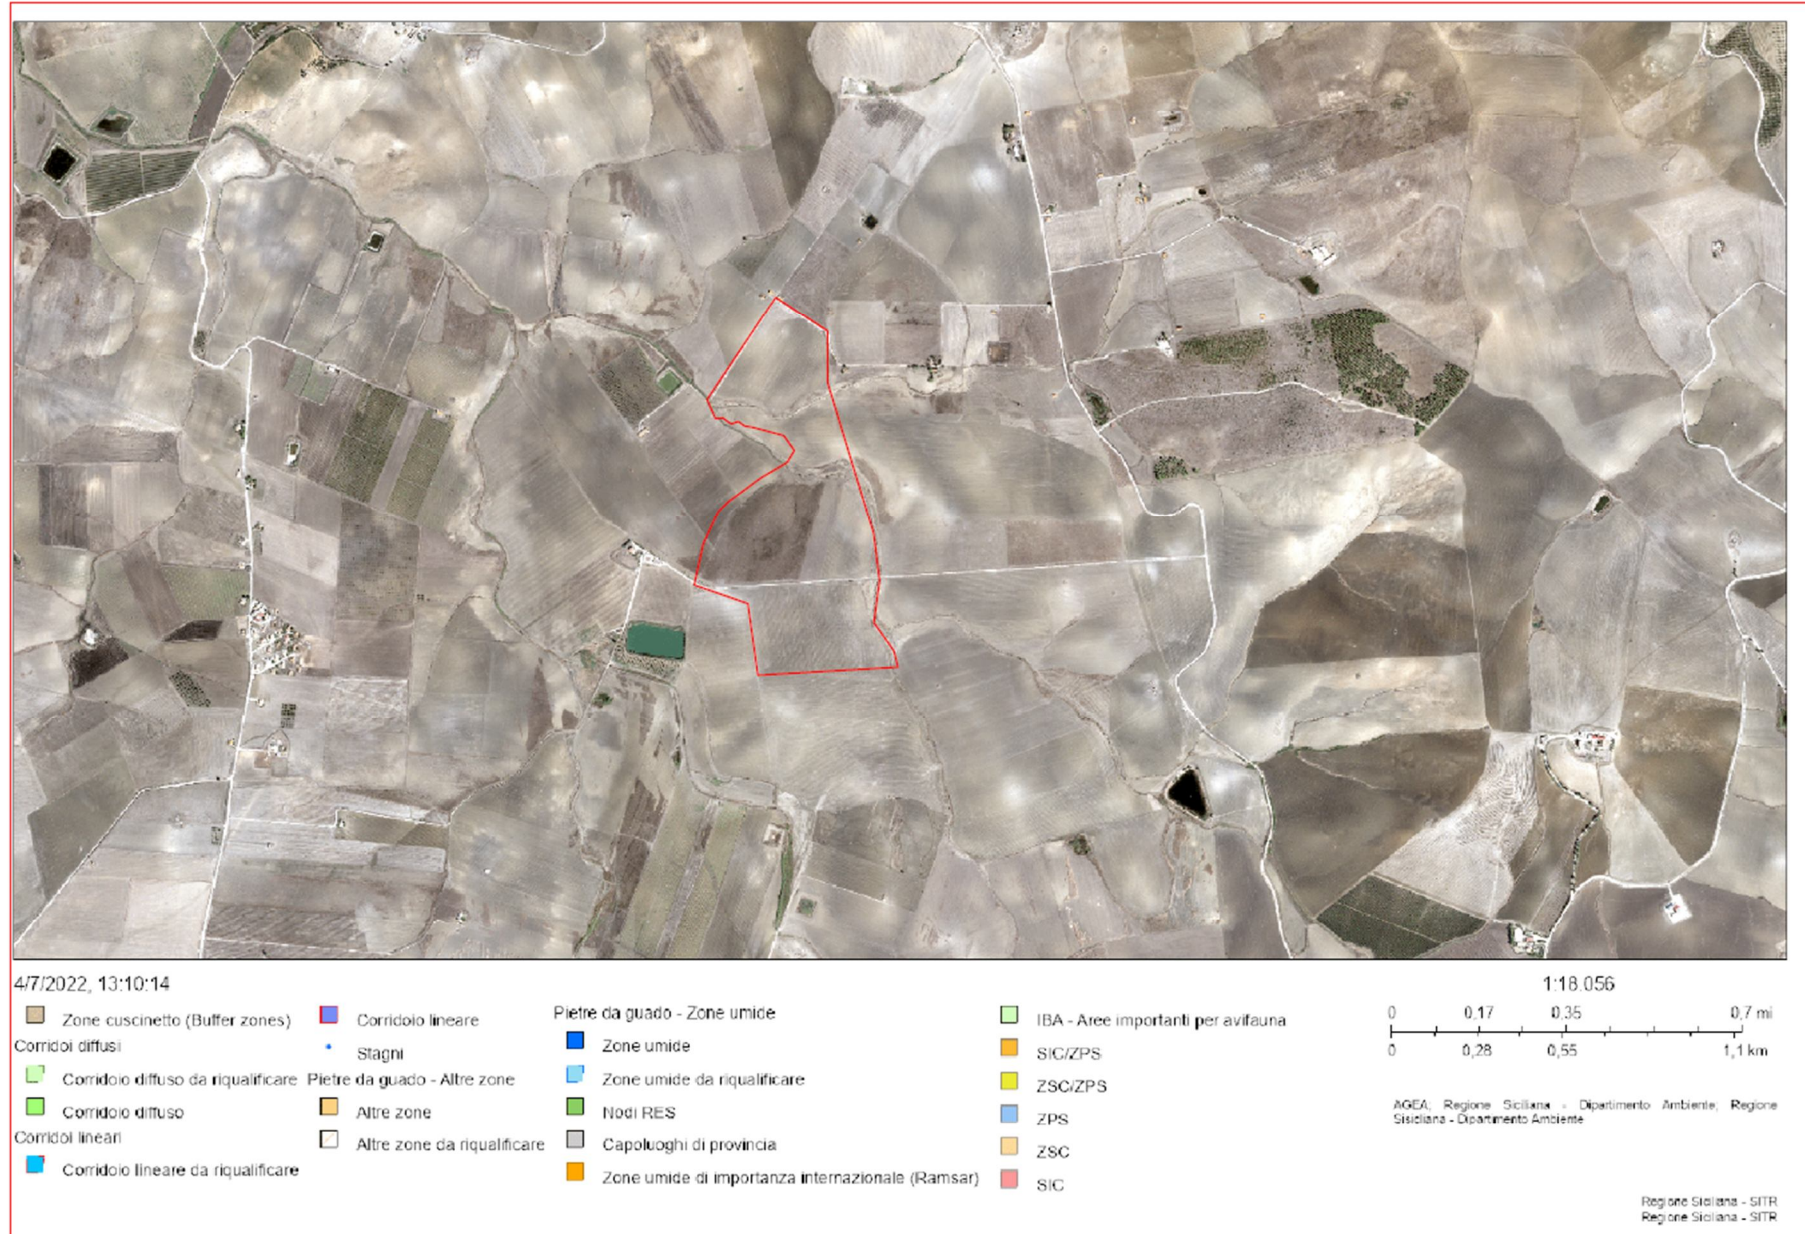 4/7/2022, 13:10:14
Zone cuscinetto (Buffer zones)
Corridoi diffusi
Corridoio diffuso da riqualificare
Corridoio diffuso
Corridoi lineari
Corridoio lineare da riqualificare
Corridoio lineare
Stagni
Pietre da guado - Altre zone
Altre zone
Altre zone da riqualificare
Pietre da guado - Zone umide
Zone umide
Zone umide da riqualificare
Nodi RES
Capoluoghi di provincia
Zone umide di importanza internazionale (Ramsar)
IBA - Aree importanti per avifauna
SIC/ZPS
ZSC/ZPS
ZPS
ZSC
SIC
1:18.056
0 0,17 0,35 0,7 mi
0 0,28 0,55 1,1 km
AGEA; Regione Siciliana - Dipartimento Ambiente; Regione
Sisiciliana - Dipartimento Ambiente
Regione Siciliana - SITR
Regione Siciliana - SITR